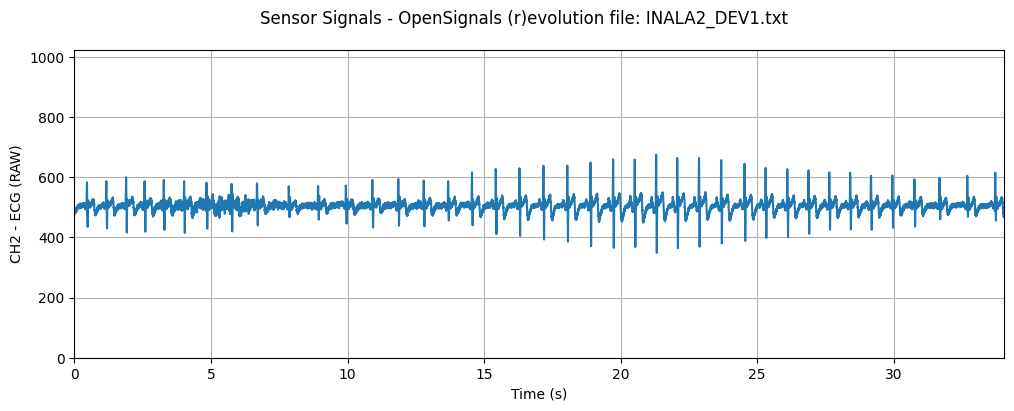 Sensor Signals - OpenSignals (r)evolution file: INALA2_DEV1.txt
1000
800
600
400
200
0
CH2 - ECG (RAW)
0 5 10 15 20 25 30
Time (s)